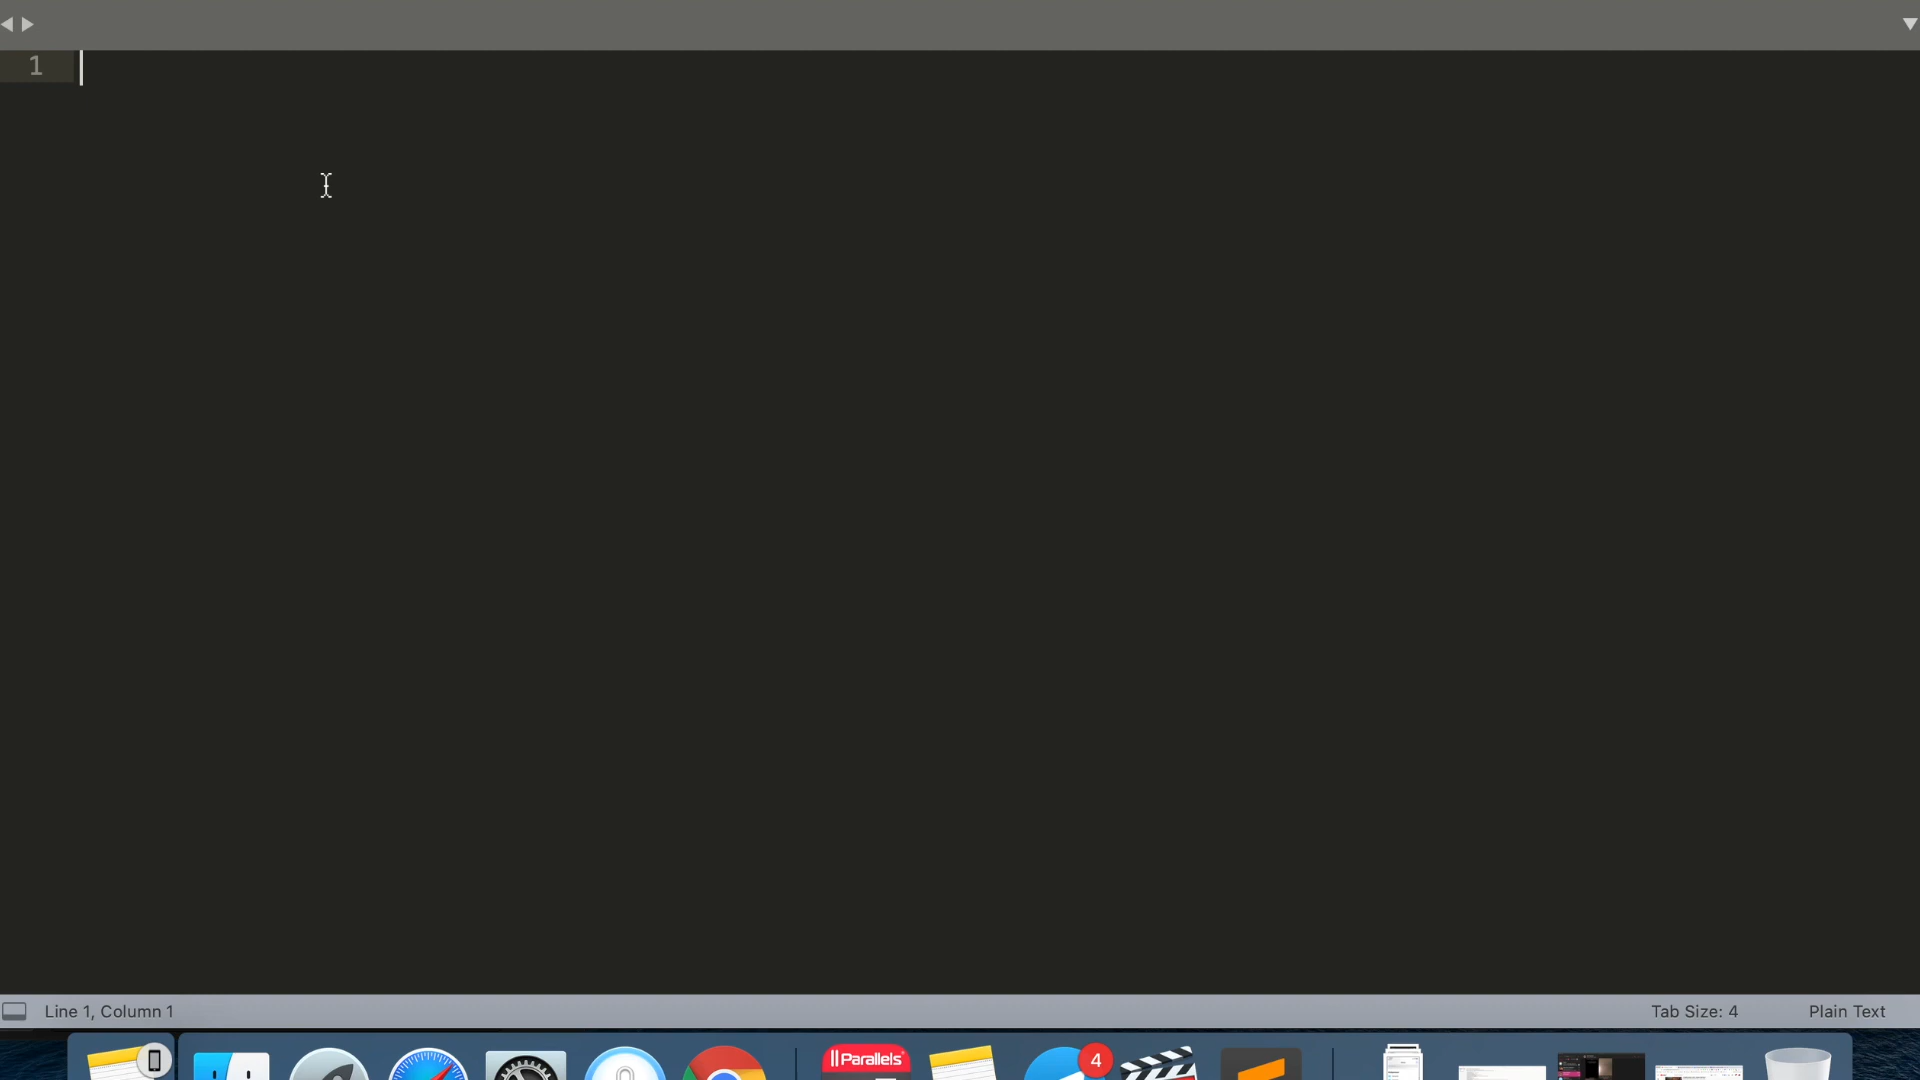 1
Line 1, Column 1
Tab Size: 4
Plain Text
Parallels
4